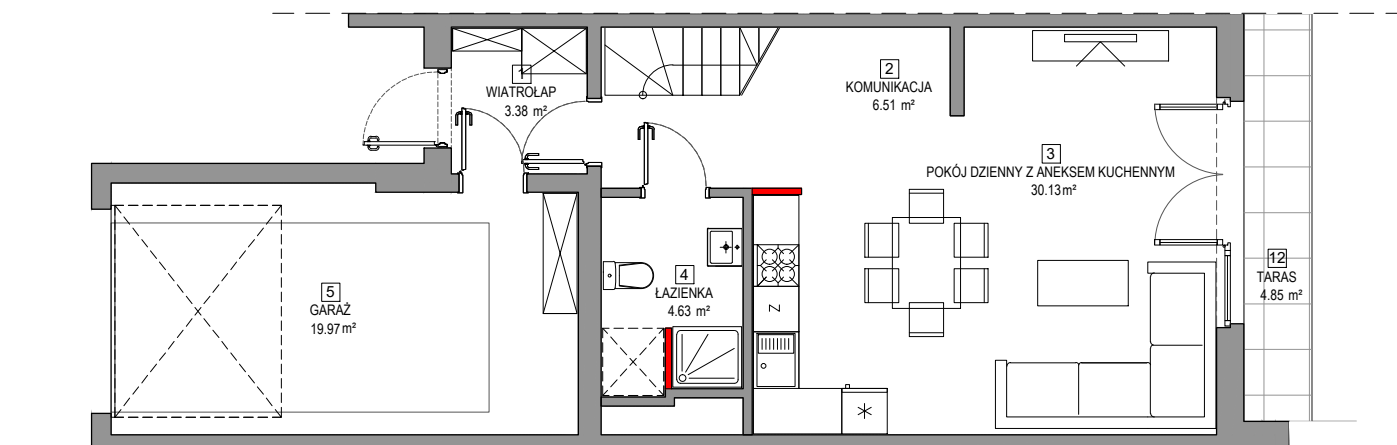 WIATROŁAP
3.38 m²
2
KOMUNIKACJA
6.51 m²
3
POKÓJ DZIENNY Z ANEKSEM KUCHENNYM
30.13 m²
4
ŁAZIENKA
4.63 m²
5
GARAŻ
19.97 m²
12
TARAS
4.85 m²
Z